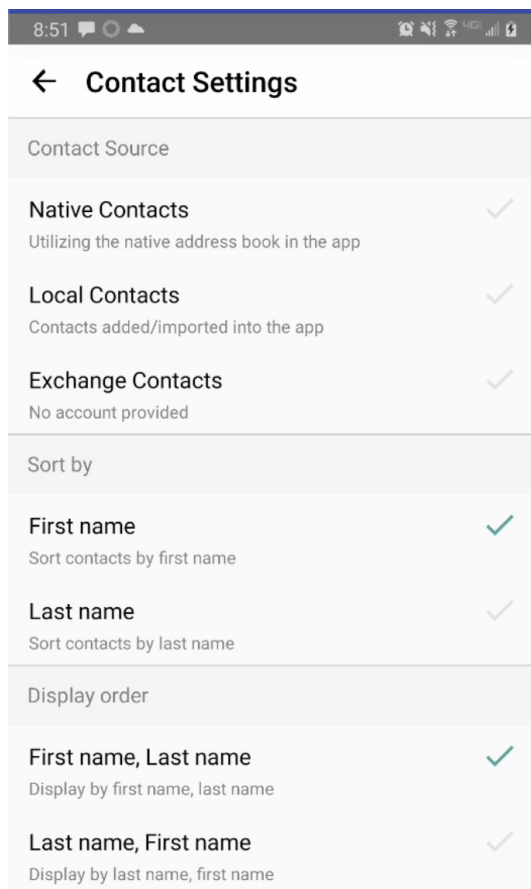 8:51
4GE
Contact Settings
Contact Source
Native Contacts
Utilizing the native address book in the app
Local Contacts
Contacts added/imported into the app
Exchange Contacts
No account provided
Sort by
First name
Sort contacts by first name
Last name
Sort contacts by last name
Display order
First name, Last name
Display by first name, last name
Last name, First name
Display by last name, first name